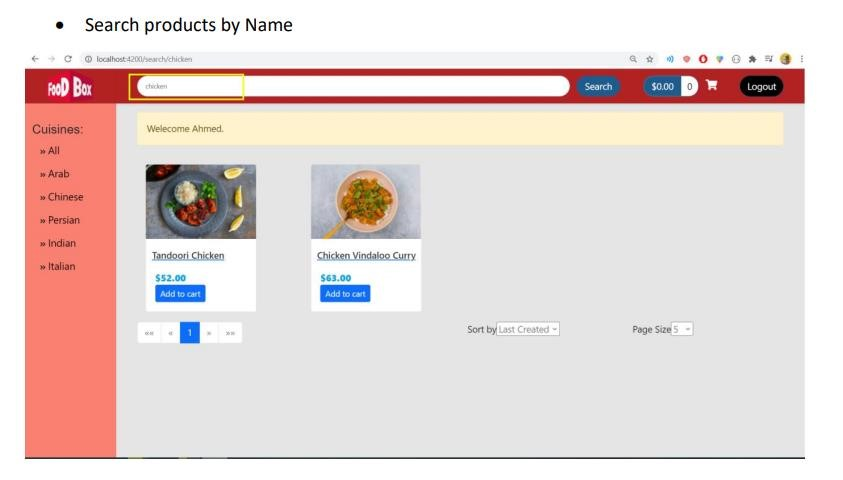 • Search products by Name
localhost:4200/search/chicken
FooD Box
chicken
Search
$0.00 0
Logout
Cuisines:
» All
» Arab
» Chinese
» Persian
» Indian
» Italian
Welecome Ahmed.
Tandoori Chicken
$52.00
Add to cart
Chicken Vindaloo Curry
$63.00
Add to cart
«« « 1 » »»
Sort by Last Created
Page Size 5